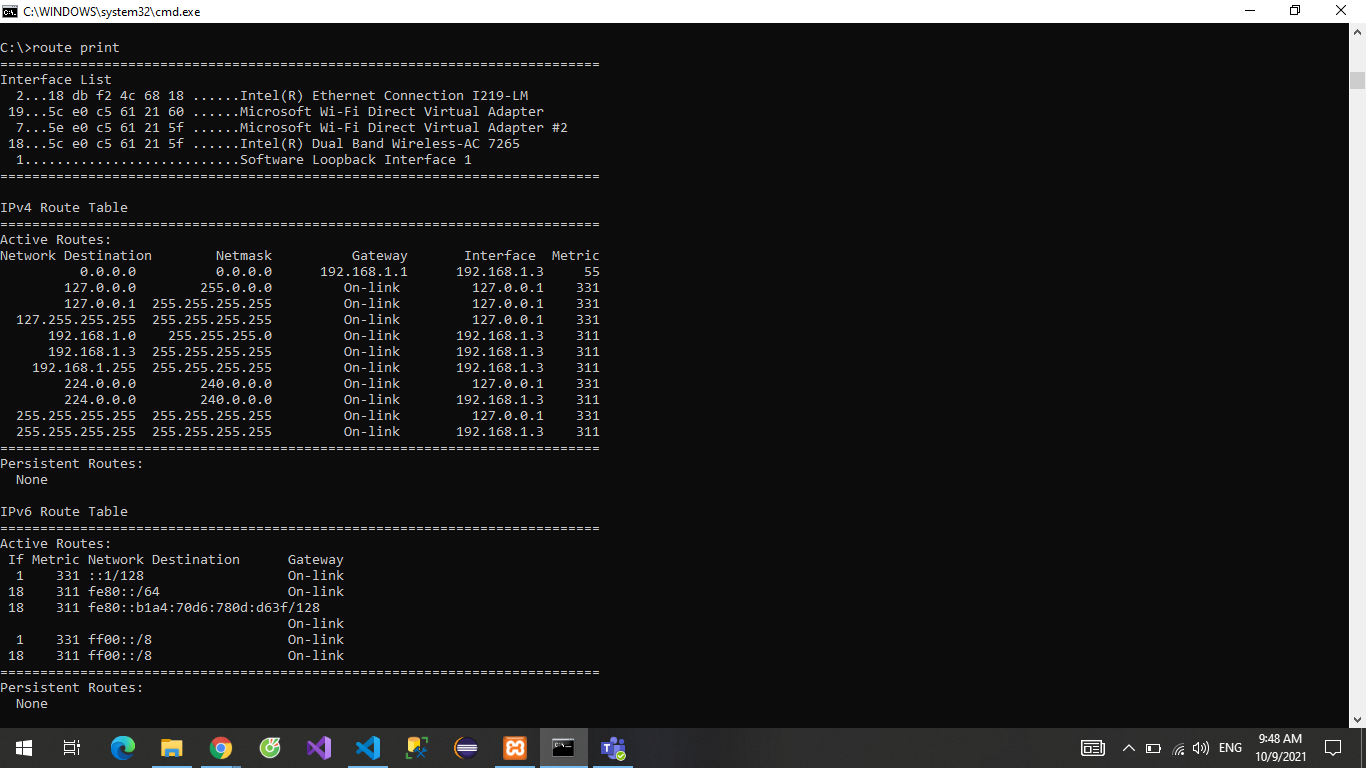 C:\WINDOWS\system32\cmd.exe
C:\>route print
===========================================================================
Interface List
  2...18 db f2 4c 68 18 ......Intel(R) Ethernet Connection I219-LM
 19...5c e0 c5 61 21 60 ......Microsoft Wi-Fi Direct Virtual Adapter
  7...5e e0 c5 61 21 5f ......Microsoft Wi-Fi Direct Virtual Adapter #2
 18...5c e0 c5 61 21 5f ......Intel(R) Dual Band Wireless-AC 7265
  1...........................Software Loopback Interface 1
===========================================================================
IPv4 Route Table
===========================================================================
Active Routes:
Network Destination        Netmask          Gateway       Interface  Metric
          0.0.0.0          0.0.0.0      192.168.1.1      192.168.1.3     55
        127.0.0.0        255.0.0.0         On-link         127.0.0.1    331
        127.0.0.1  255.255.255.255         On-link         127.0.0.1    331
  127.255.255.255  255.255.255.255         On-link         127.0.0.1    331
      192.168.1.0    255.255.255.0         On-link       192.168.1.3    311
      192.168.1.3  255.255.255.255         On-link       192.168.1.3    311
    192.168.1.255  255.255.255.255         On-link       192.168.1.3    311
        224.0.0.0        240.0.0.0         On-link         127.0.0.1    331
        224.0.0.0        240.0.0.0         On-link       192.168.1.3    311
  255.255.255.255  255.255.255.255         On-link         127.0.0.1    331
  255.255.255.255  255.255.255.255         On-link       192.168.1.3    311
===========================================================================
Persistent Routes:
  None
IPv6 Route Table
===========================================================================
Active Routes:
 If Metric Network Destination      Gateway
  1    331 ::1/128                  On-link
 18    311 fe80::/64                On-link
 18    311 fe80::b1a4:70d6:780d:d63f/128
                                    On-link
  1    331 ff00::/8                 On-link
 18    311 ff00::/8                 On-link
===========================================================================
Persistent Routes:
  None
ENG
9:48 AM
10/9/2021